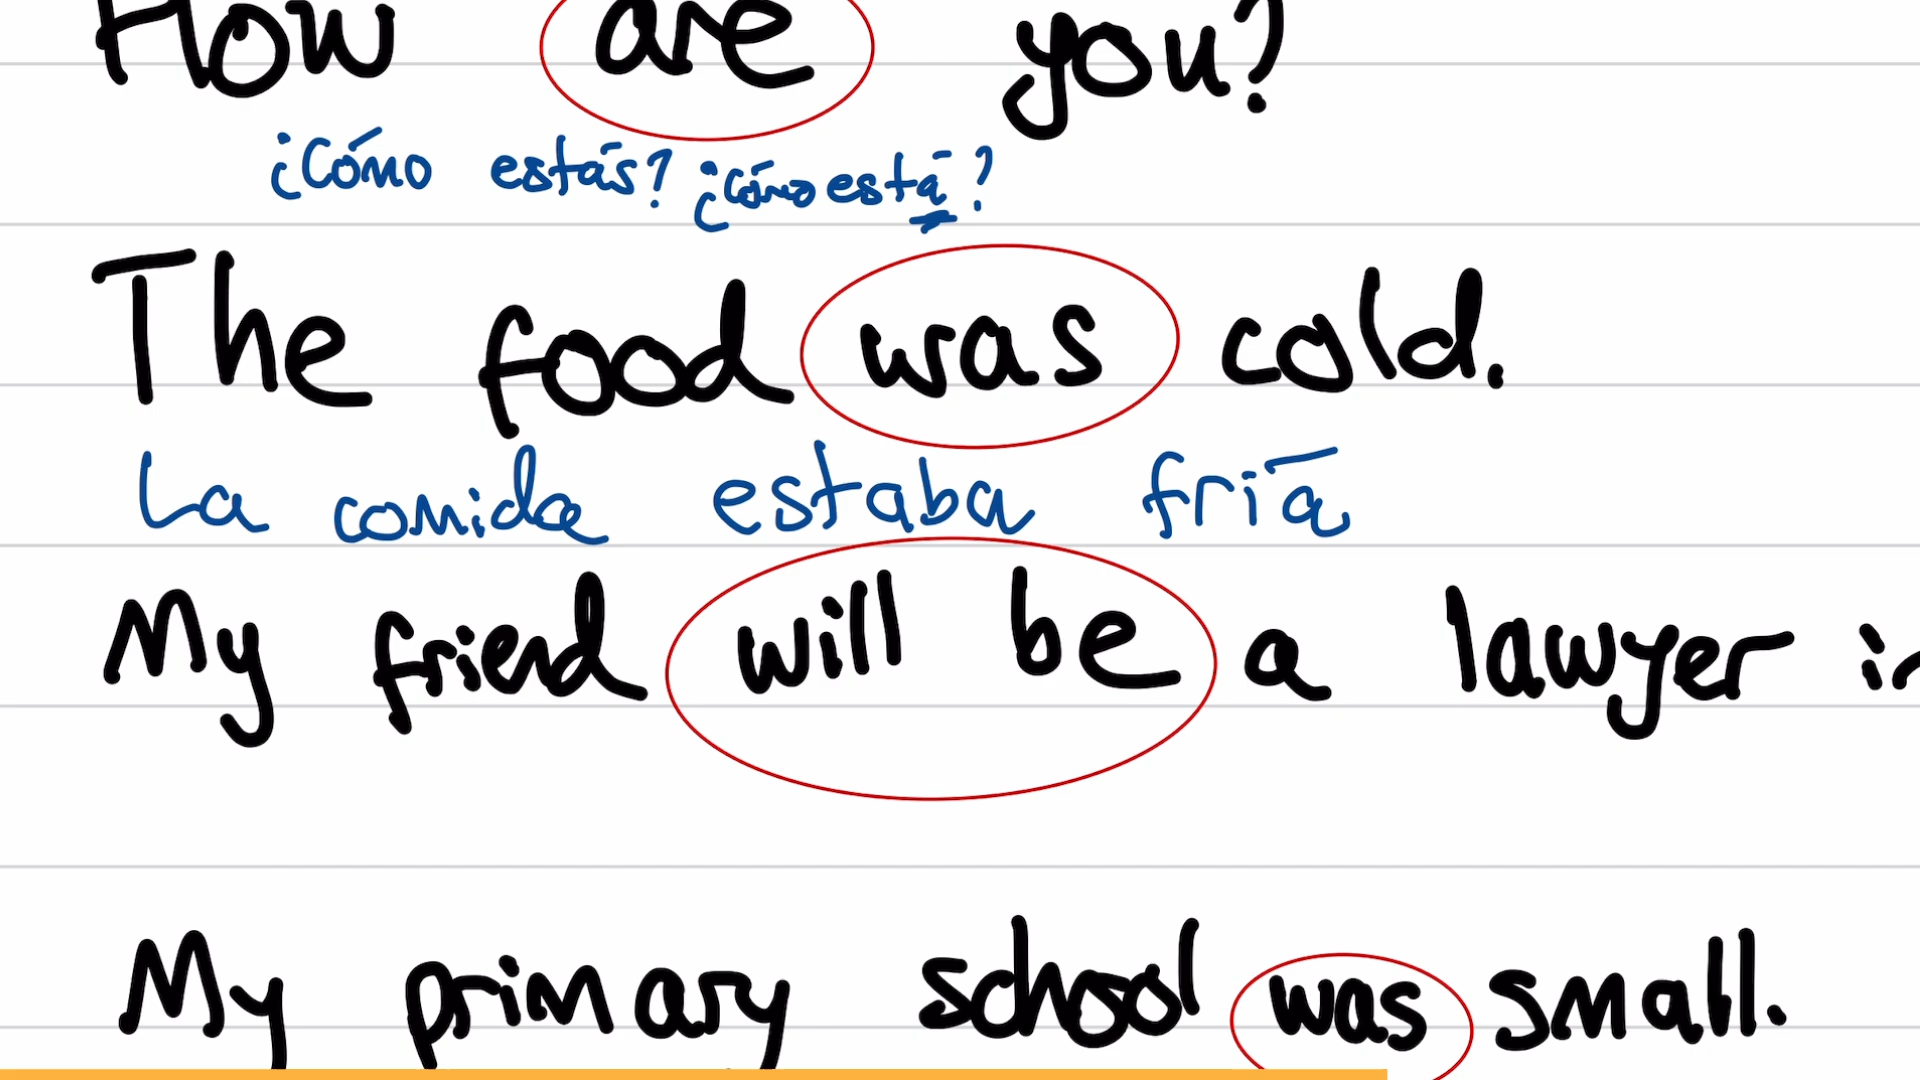 How are you?
¿Cómo estás? ¿Cómo está?
The food was cold.
La comida estaba fría
My friend will be a lawyer
My primary school was small.